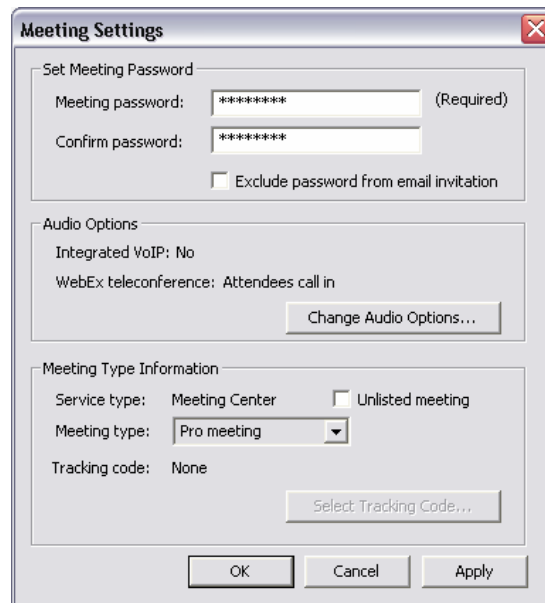 Meeting Settings
Set Meeting Password
Meeting password: ******** (Required)
Confirm password: ********
Exclude password from email invitation
Audio Options
Integrated VoIP: No
WebEx teleconference: Attendees call in
Change Audio Options...
Meeting Type Information
Service type: Meeting Center Unlisted meeting
Meeting type: Pro meeting
Tracking code: None
Select Tracking Code...
OK Cancel Apply